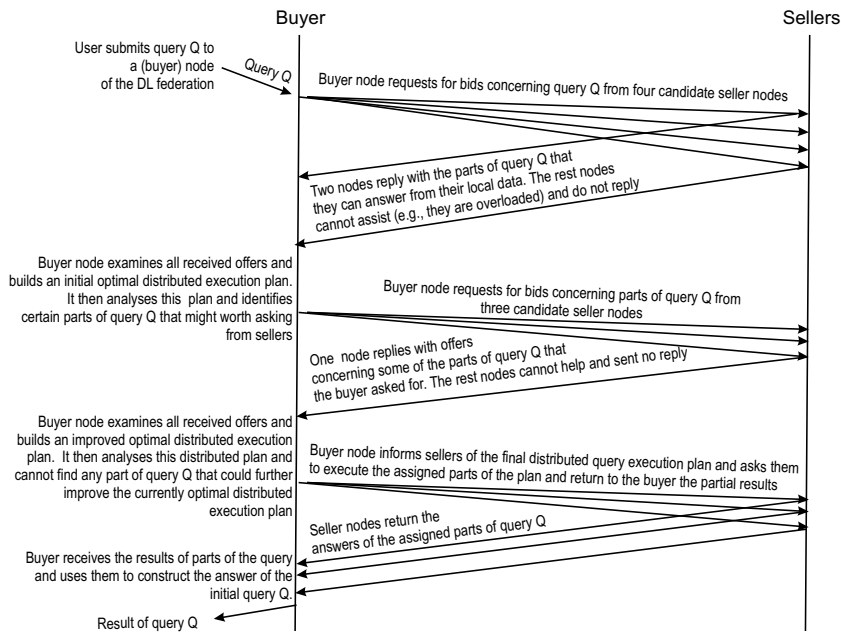 Buyer
Sellers
User submits query Q to
a (buyer) node
of the DL federation
Query Q
Buyer node requests for bids concerning query Q from four candidate seller nodes
Two nodes reply with the parts of query Q that
they can answer from their local data. The rest nodes
cannot assist (e.g., they are overloaded) and do not reply
Buyer node examines all received offers and
builds an initial optimal distributed execution plan.
It then analyses this plan and identifies
certain parts of query Q that might worth asking
from sellers
Buyer node requests for bids concerning parts of query Q from
three candidate seller nodes
One node replies with offers
concerning some of the parts of query Q that
the buyer asked for. The rest nodes cannot help and sent no reply
Buyer node examines all received offers and
builds an improved optimal distributed execution
plan. It then analyses this distributed plan and
cannot find any part of query Q that could further
improve the currently optimal distributed
execution plan
Buyer node informs sellers of the final distributed query execution plan and asks them
to execute the assigned parts of the plan and return to the buyer the partial results
Seller nodes return the
answers of the assigned parts of query Q
Buyer receives the results of parts of the query
and uses them to construct the answer of the
initial query Q.
Result of query Q